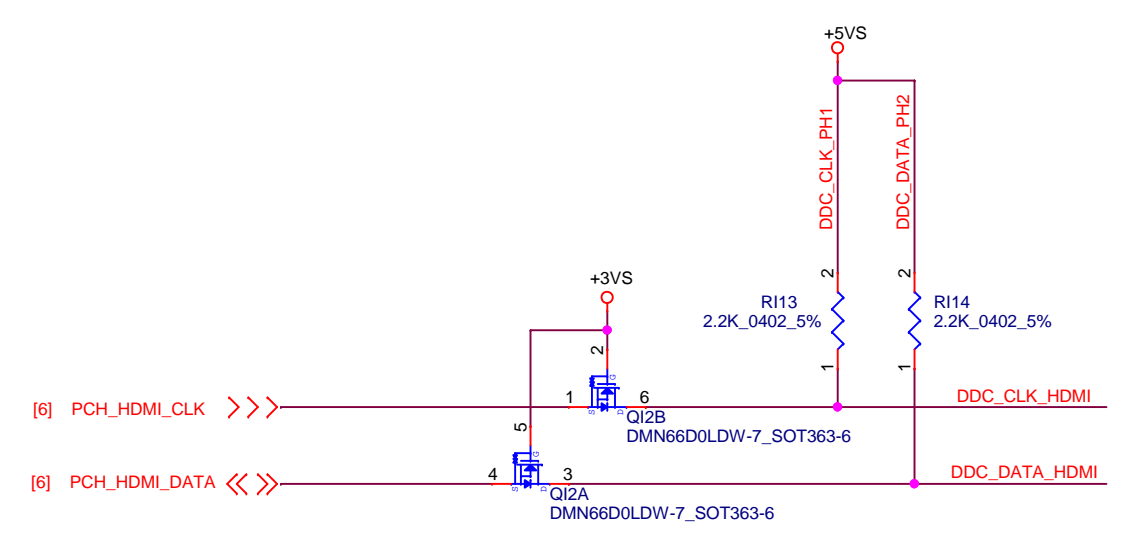 +5VS
DDC_CLK_PH1
DDC_DATA_PH2
+3VS
2
2
RI13
2.2K_0402_5%
RI14
2.2K_0402_5%
2
1
1
G
[6] PCH_HDMI_CLK
1
S
D
6
DDC_CLK_HDMI
QI2B
DMN66D0LDW-7_SOT363-6
5
G
[6] PCH_HDMI_DATA
4
S
D
3
DDC_DATA_HDMI
QI2A
DMN66D0LDW-7_SOT363-6